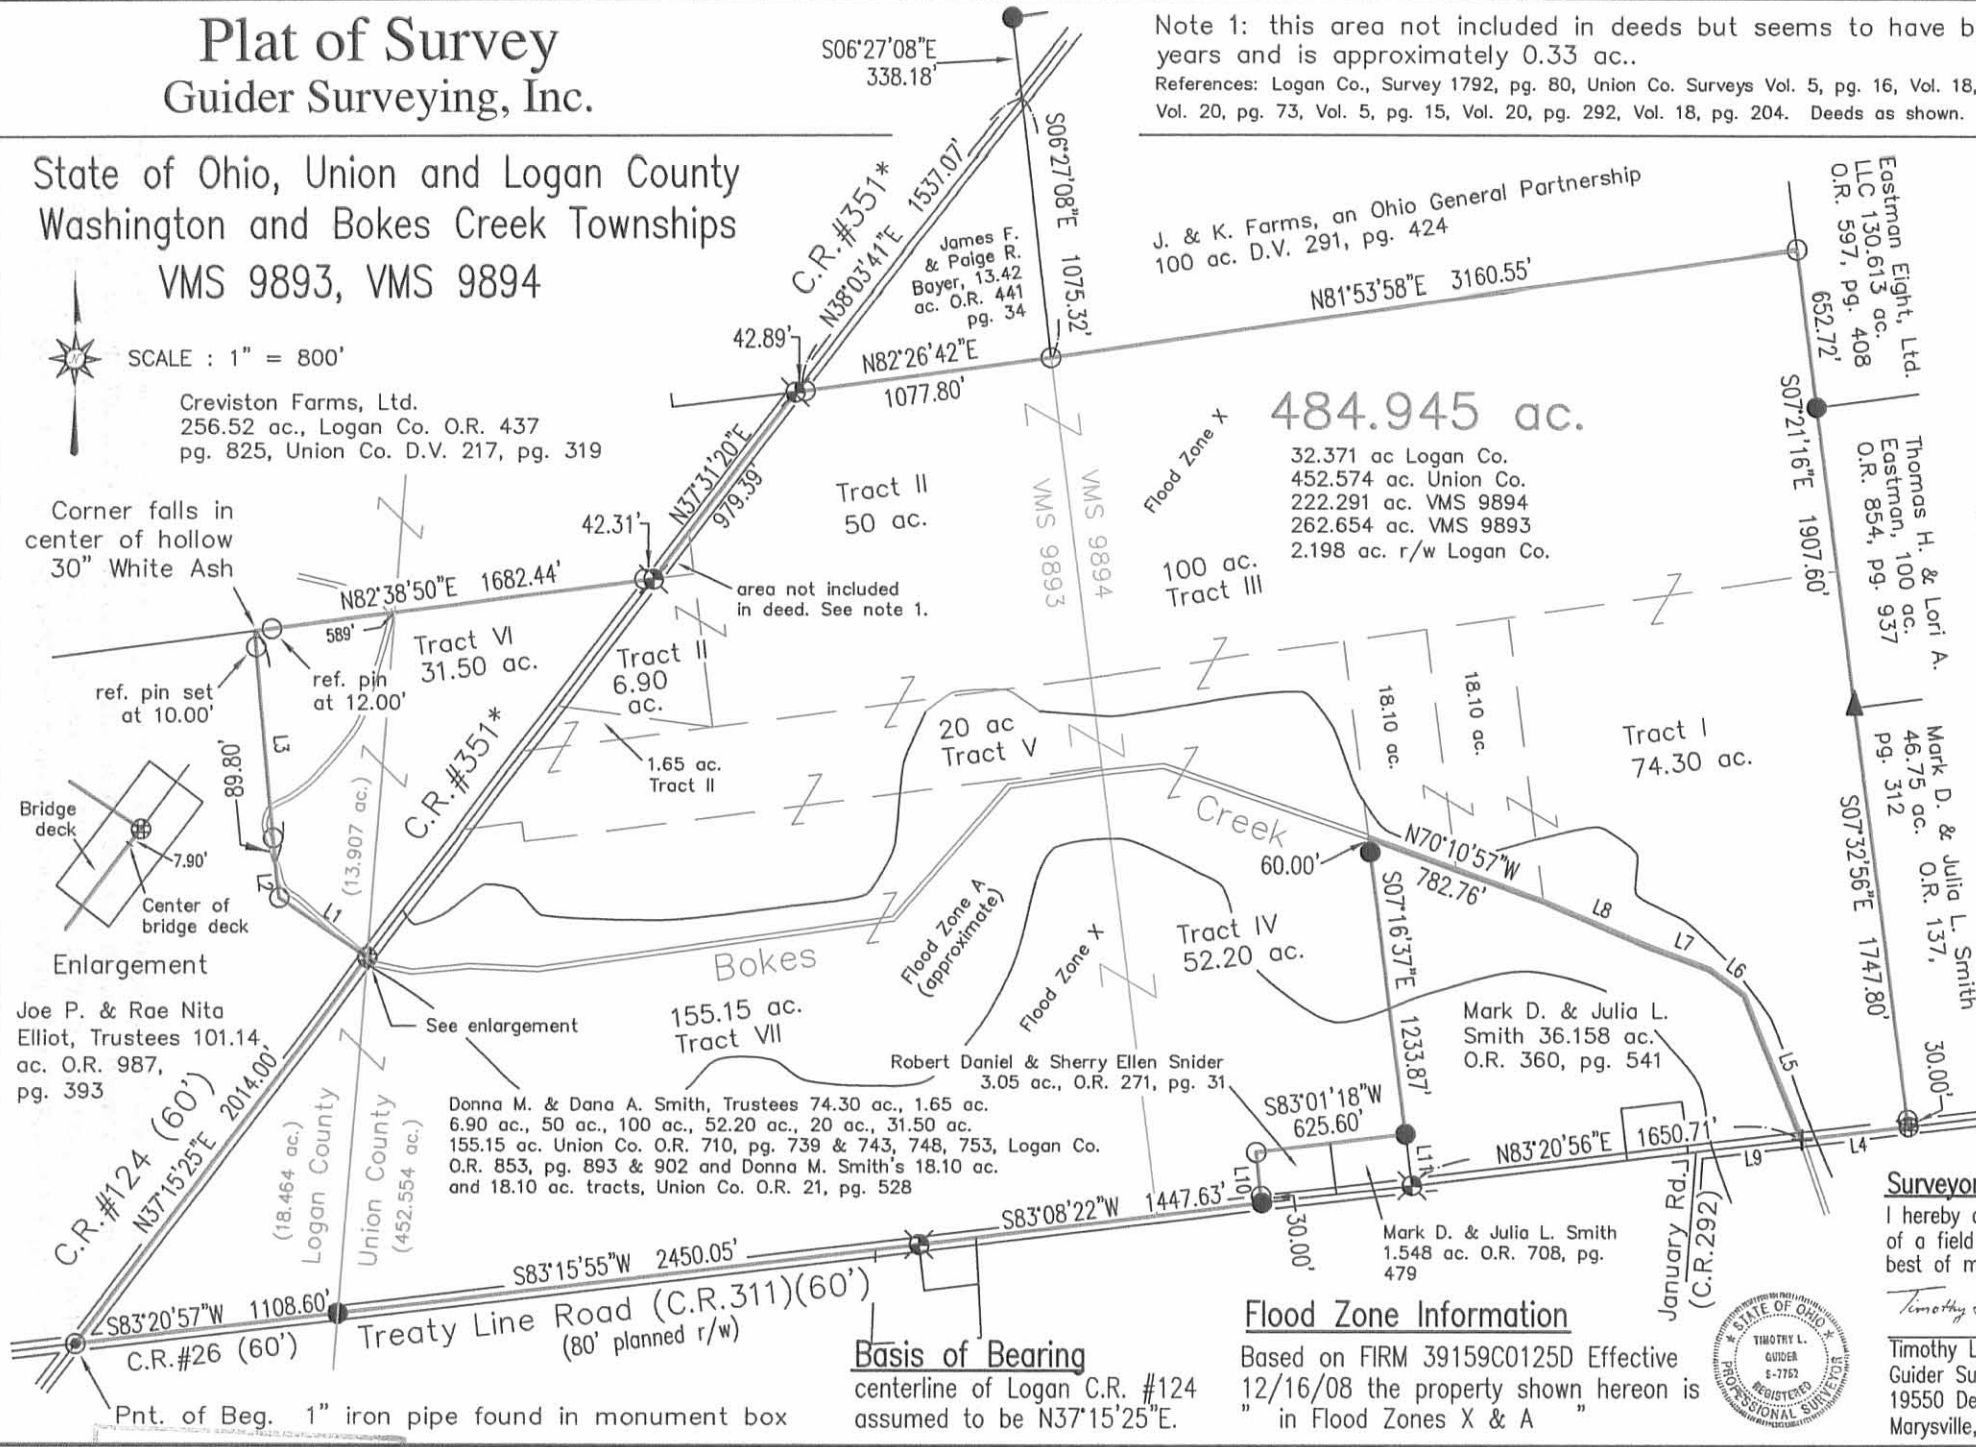 Plat of Survey
Guider Surveying, Inc.
State of Ohio, Union and Logan County
Washington and Bokes Creek Townships
VMS 9893, VMS 9894
SCALE : 1" = 800'
N
Note 1: this area not included in deeds but seems to have b
years and is approximately 0.33 ac..
References: Logan Co., Survey 1792, pg. 80, Union Co. Surveys Vol. 5, pg. 16, Vol. 18,
Vol. 20, pg. 73, Vol. 5, pg. 15, Vol. 20, pg. 292, Vol. 18, pg. 204. Deeds as shown.
S06°27'08"E
338.18'
S06°27'08"E 1075.32'
C.R.#351*
N38°03'41"E 1537.07'
James F.
& Paige R.
Bayer, 13.42
ac. O.R. 441
pg. 34
J. & K. Farms, an Ohio General Partnership
100 ac. D.V. 291, pg. 424
N81°53'58"E 3160.55'
Eastman Eight, Ltd.
LLC 130.613 ac.
O.R. 597, pg. 408
652.72'
42.89'
N82°26'42"E
1077.80'
Creviston Farms, Ltd.
256.52 ac., Logan Co. O.R. 437
pg. 825, Union Co. D.V. 217, pg. 319
484.945 ac.
32.371 ac Logan Co.
452.574 ac. Union Co.
222.291 ac. VMS 9894
262.654 ac. VMS 9893
2.198 ac. r/w Logan Co.
Flood Zone X
S07°21'16"E 1907.60'
Thomas H. & Lori A.
Eastman, 100 ac.
O.R. 854, pg. 937
N37°31'20"E
979.39'
Tract II
50 ac.
VMS 9893
VMS 9894
Corner falls in
center of hollow
30" White Ash
42.31'
N82°38'50"E 1682.44'
589'
area not included
in deed. See note 1.
100 ac.
Tract III
Tract VI
31.50 ac.
Tract II
6.90
ac.
ref. pin set
at 10.00'
ref. pin
at 12.00'
L3
89.80'
C.R.#351*
1.65 ac.
Tract II
20 ac
Tract V
18.10 ac.
18.10 ac.
Tract I
74.30 ac.
Mark D. & Julia L. Smith
46.75 ac. O.R. 137,
pg. 312
S07°32'56"E 1747.80'
Bridge
deck
7.90'
Center of
bridge deck
Enlargement
L2
L1
(13.907 ac.)
Creek
60.00'
N70°10'57"W
782.76'
L8
L7
L6
L5
Bokes
Flood Zone A
(approximate)
Flood Zone X
Tract IV
52.20 ac.
S07°16'37"E 1233.87'
Joe P. & Rae Nita
Elliot, Trustees 101.14
ac. O.R. 987,
pg. 393
See enlargement
155.15 ac.
Tract VII
Robert Daniel & Sherry Ellen Snider
3.05 ac., O.R. 271, pg. 31
Mark D. & Julia L.
Smith 36.158 ac.
O.R. 360, pg. 541
30.00'
C.R.#124 (60')
N37°15'25"E 2014.00'
(18.464 ac.)
Logan County
Union County
(452.554 ac.)
Donna M. & Dana A. Smith, Trustees 74.30 ac., 1.65 ac.
6.90 ac., 50 ac., 100 ac., 52.20 ac., 20 ac., 31.50 ac.
155.15 ac. Union Co. O.R. 710, pg. 739 & 743, 748, 753, Logan Co.
O.R. 853, pg. 893 & 902 and Donna M. Smith's 18.10 ac.
and 18.10 ac. tracts, Union Co. O.R. 21, pg. 528
S83°01'18"W
625.60'
L11
L10
N83°20'56"E 1650.71'
L9
L4
30.00'
S83°08'22"W 1447.63'
S83°15'55"W 2450.05'
S83°20'57"W 1108.60'
C.R.#26 (60')
Treaty Line Road (C.R.311)(60')
(80' planned r/w)
Mark D. & Julia L. Smith
1.548 ac. O.R. 708, pg.
479
January Rd.
(C.R.292)
Pnt. of Beg. 1" iron pipe found in monument box
Basis of Bearing
centerline of Logan C.R. #124
assumed to be N37°15'25"E.
Flood Zone Information
Based on FIRM 39159C0125D Effective
12/16/08 the property shown hereon is
" in Flood Zones X & A "
STATE OF OHIO
TIMOTHY L.
GUIDER
S-7752
REGISTERED
PROFESSIONAL SURVEYOR
Surveyor
I hereby
of a field
best of m
Timothy
Timothy L
Guider Su
19550 De
Marysville,